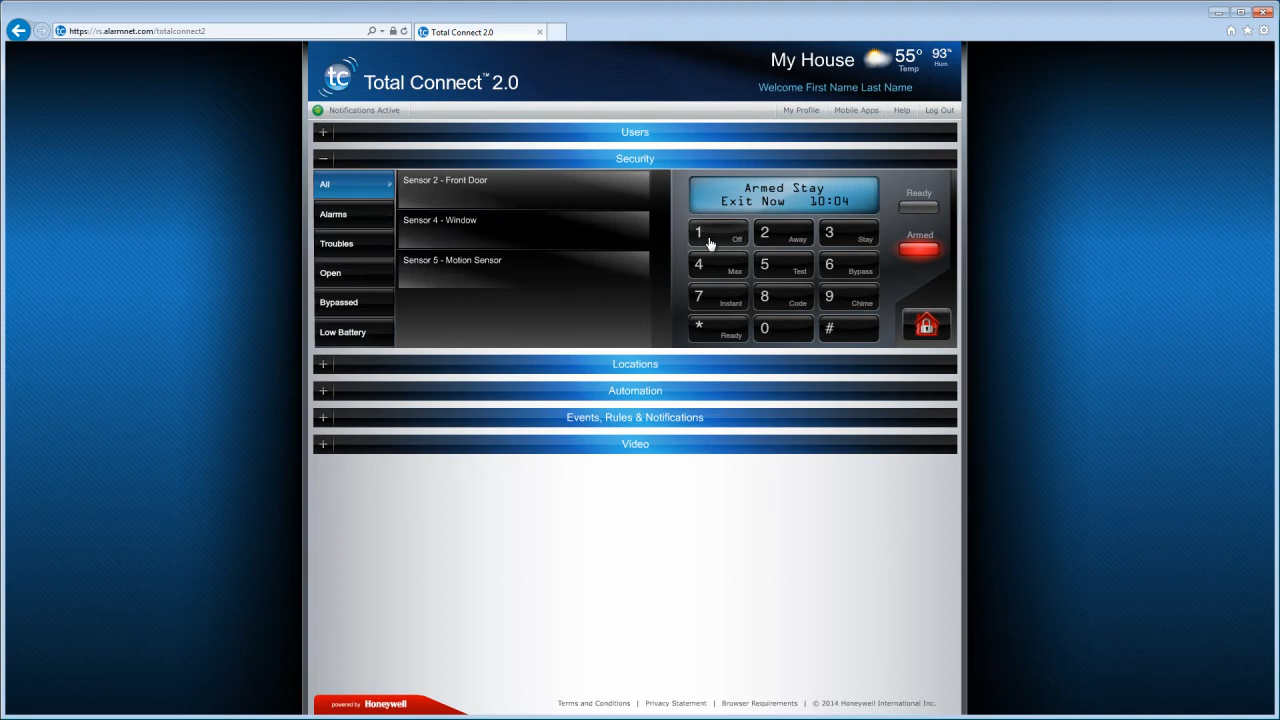 https://rs.alarmnet.com/totalconnect2
tc Total Connect 2.0
tc Total Connect™ 2.0
My House 55° Temp 93% Hum
Welcome First Name Last Name
Notifications Active
My Profile Mobile Apps Help Log Out
+ Users
− Security
All
Alarms
Troubles
Open
Bypassed
Low Battery
Sensor 2 - Front Door
Sensor 4 - Window
Sensor 5 - Motion Sensor
Armed Stay
Exit Now 10:04
Ready
Armed
1 Off 2 Away 3 Stay
4 Max 5 Test 6 Bypass
7 Instant 8 Code 9 Chime
* Ready 0 #
+ Locations
+ Automation
+ Events, Rules & Notifications
+ Video
powered by Honeywell
Terms and Conditions | Privacy Statement | Browser Requirements | © 2014 Honeywell International Inc.